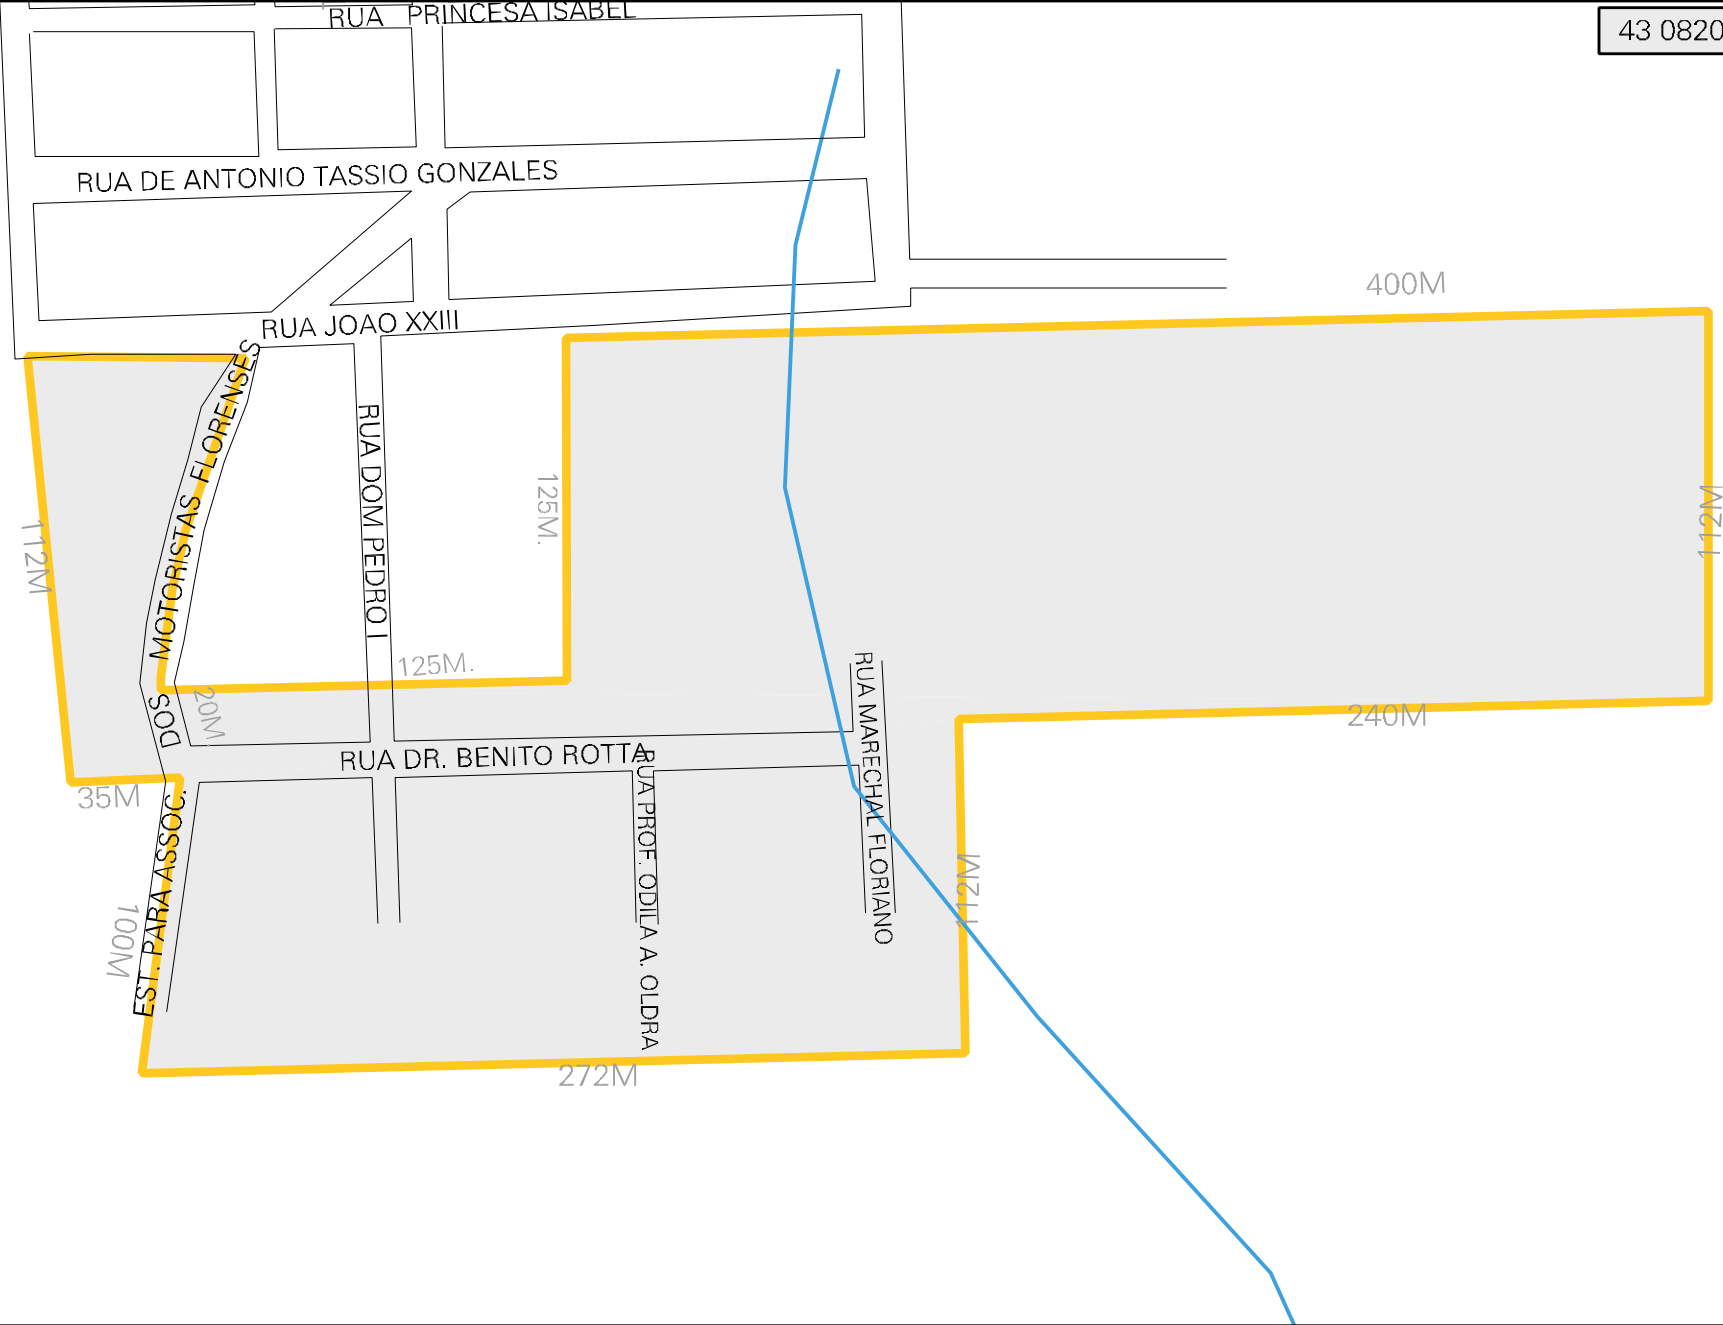 RUA PRINCESA ISABEL
43 0820
RUA DE ANTONIO TASSIO GONZALES
400M
RUA JOAO XXIII
EST. PARA ASSOC. DOS MOTORISTAS FLORENSES
RUA DOM PEDRO I
125M.
112M
112M
125M.
20M
RUA MARECHAL FLORIANO
240M
RUA DR. BENITO ROTTA
RUA PROF. ODILA A. OLDRA
35M
112M
100M
272M